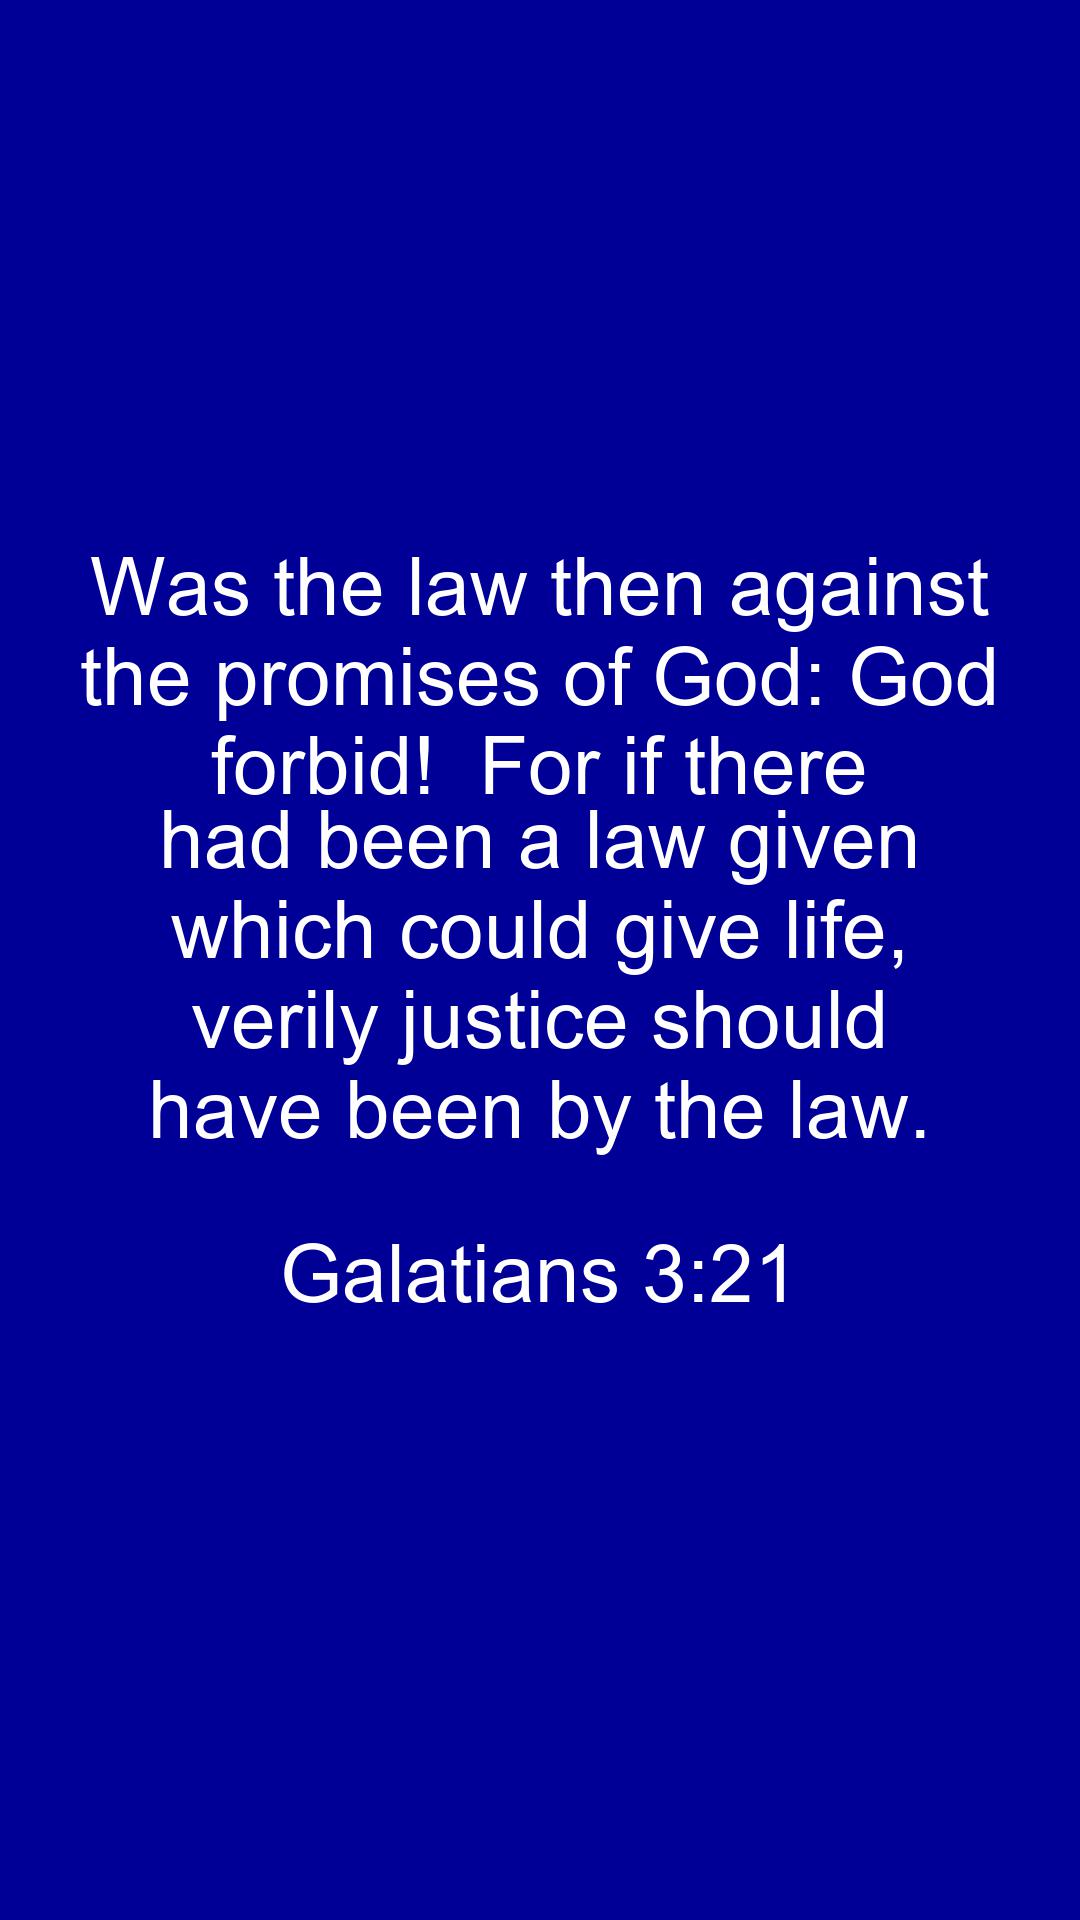 Was the law then against
the promises of God: God
forbid!  For if there
had been a law given
which could give life,
verily justice should
have been by the law.
Galatians 3:21